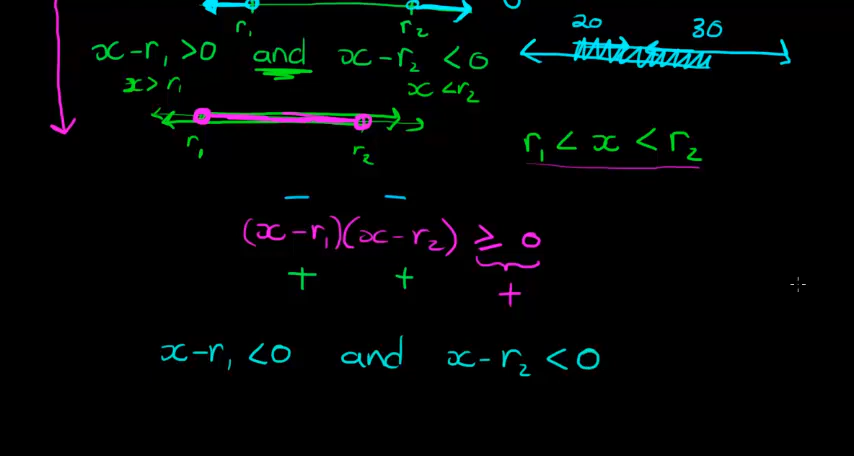 r₁ r₂
x-r₁ >0 and x-r₂ <0
x>r₁ x<r₂
20 30
r₁ r₂
r₁ < x < r₂
− −
(x-r₁)(x-r₂) ≥ 0
+ + +
x-r₁ <0 and x-r₂ <0